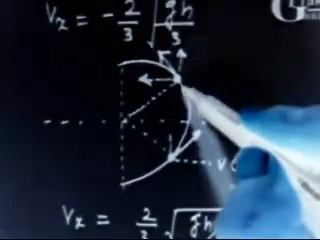 Vₓ = - 2/3 √(gh/3)
G
V
Vₓ = 2/3 √(gh